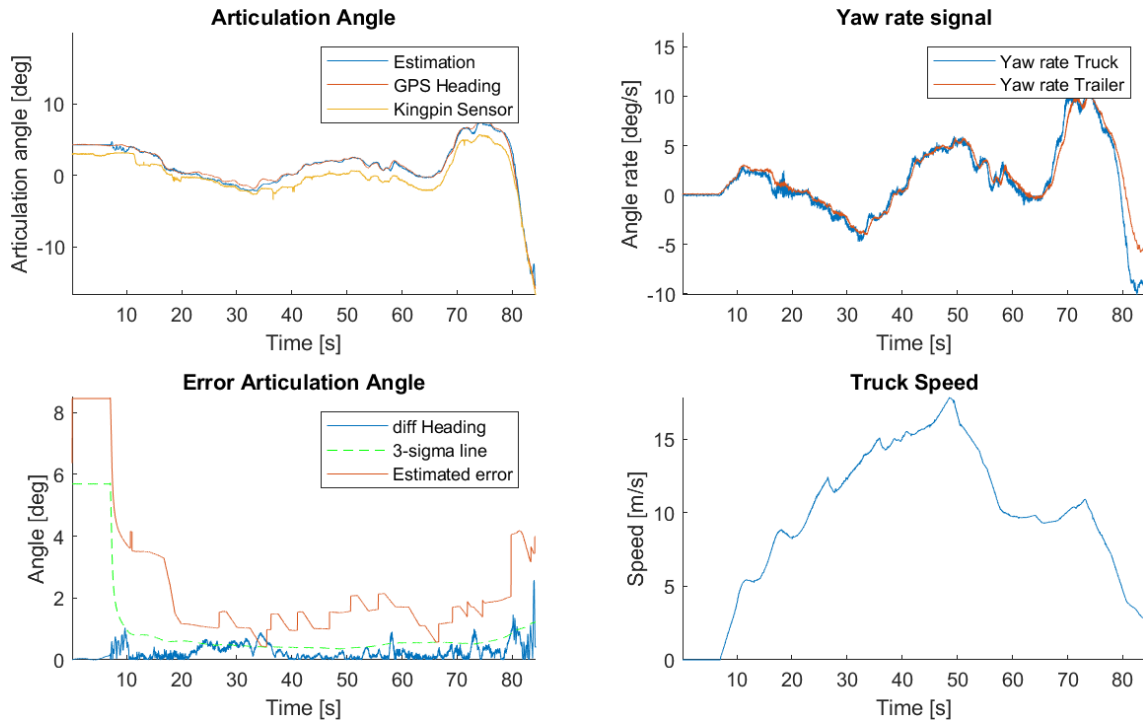 Articulation Angle
Articulation angle [deg]
10
0
-10
Estimation
GPS Heading
Kingpin Sensor
10 20 30 40 50 60 70 80
Time [s]
Yaw rate signal
Angle rate [deg/s]
15
10
5
0
-5
-10
Yaw rate Truck
Yaw rate Trailer
10 20 30 40 50 60 70 80
Time [s]
Error Articulation Angle
Angle [deg]
8
6
4
2
0
diff Heading
3-sigma line
Estimated error
10 20 30 40 50 60 70 80
Time [s]
Truck Speed
Speed [m/s]
15
10
5
0
10 20 30 40 50 60 70 80
Time [s]